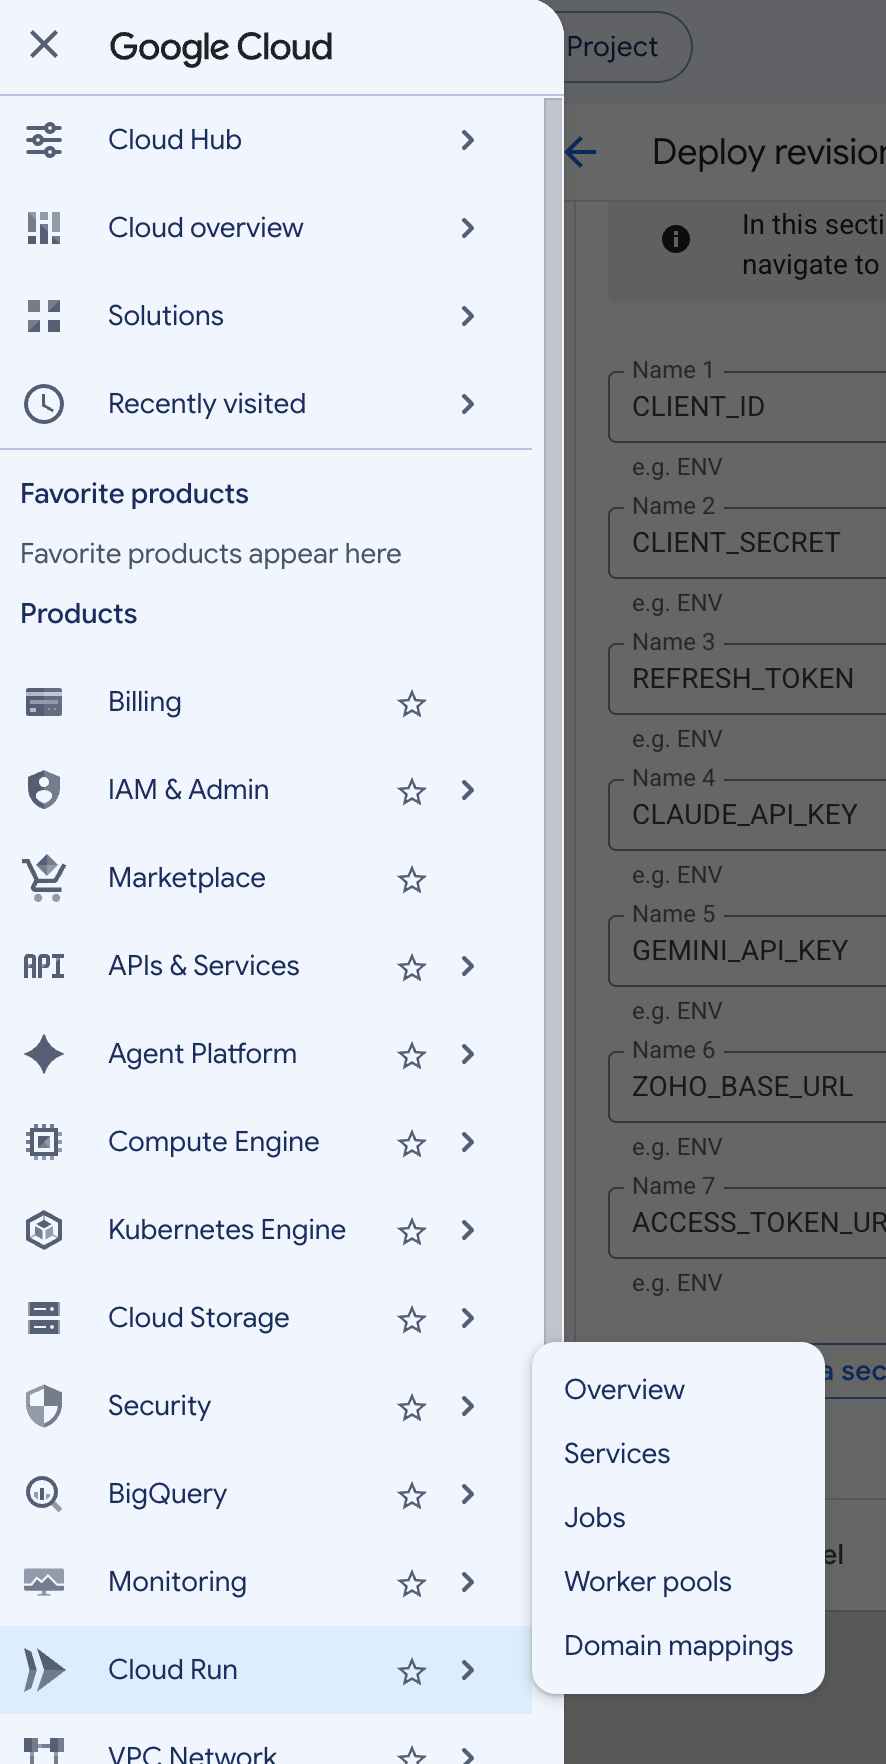 Google Cloud
Cloud Hub
Cloud overview
Solutions
Recently visited
Favorite products
Favorite products appear here
Products
Billing
IAM & Admin
Marketplace
API
APIs & Services
Agent Platform
Compute Engine
Kubernetes Engine
Cloud Storage
Security
BigQuery
Monitoring
Cloud Run
VPC Network
Overview
Services
Jobs
Worker pools
Domain mappings
Project
Deploy revision
In this secti
navigate to
Name 1
CLIENT_ID
e.g. ENV
Name 2
CLIENT_SECRET
e.g. ENV
Name 3
REFRESH_TOKEN
e.g. ENV
Name 4
CLAUDE_API_KEY
e.g. ENV
Name 5
GEMINI_API_KEY
e.g. ENV
Name 6
ZOHO_BASE_URL
e.g. ENV
Name 7
ACCESS_TOKEN_UR
e.g. ENV
a sec
el